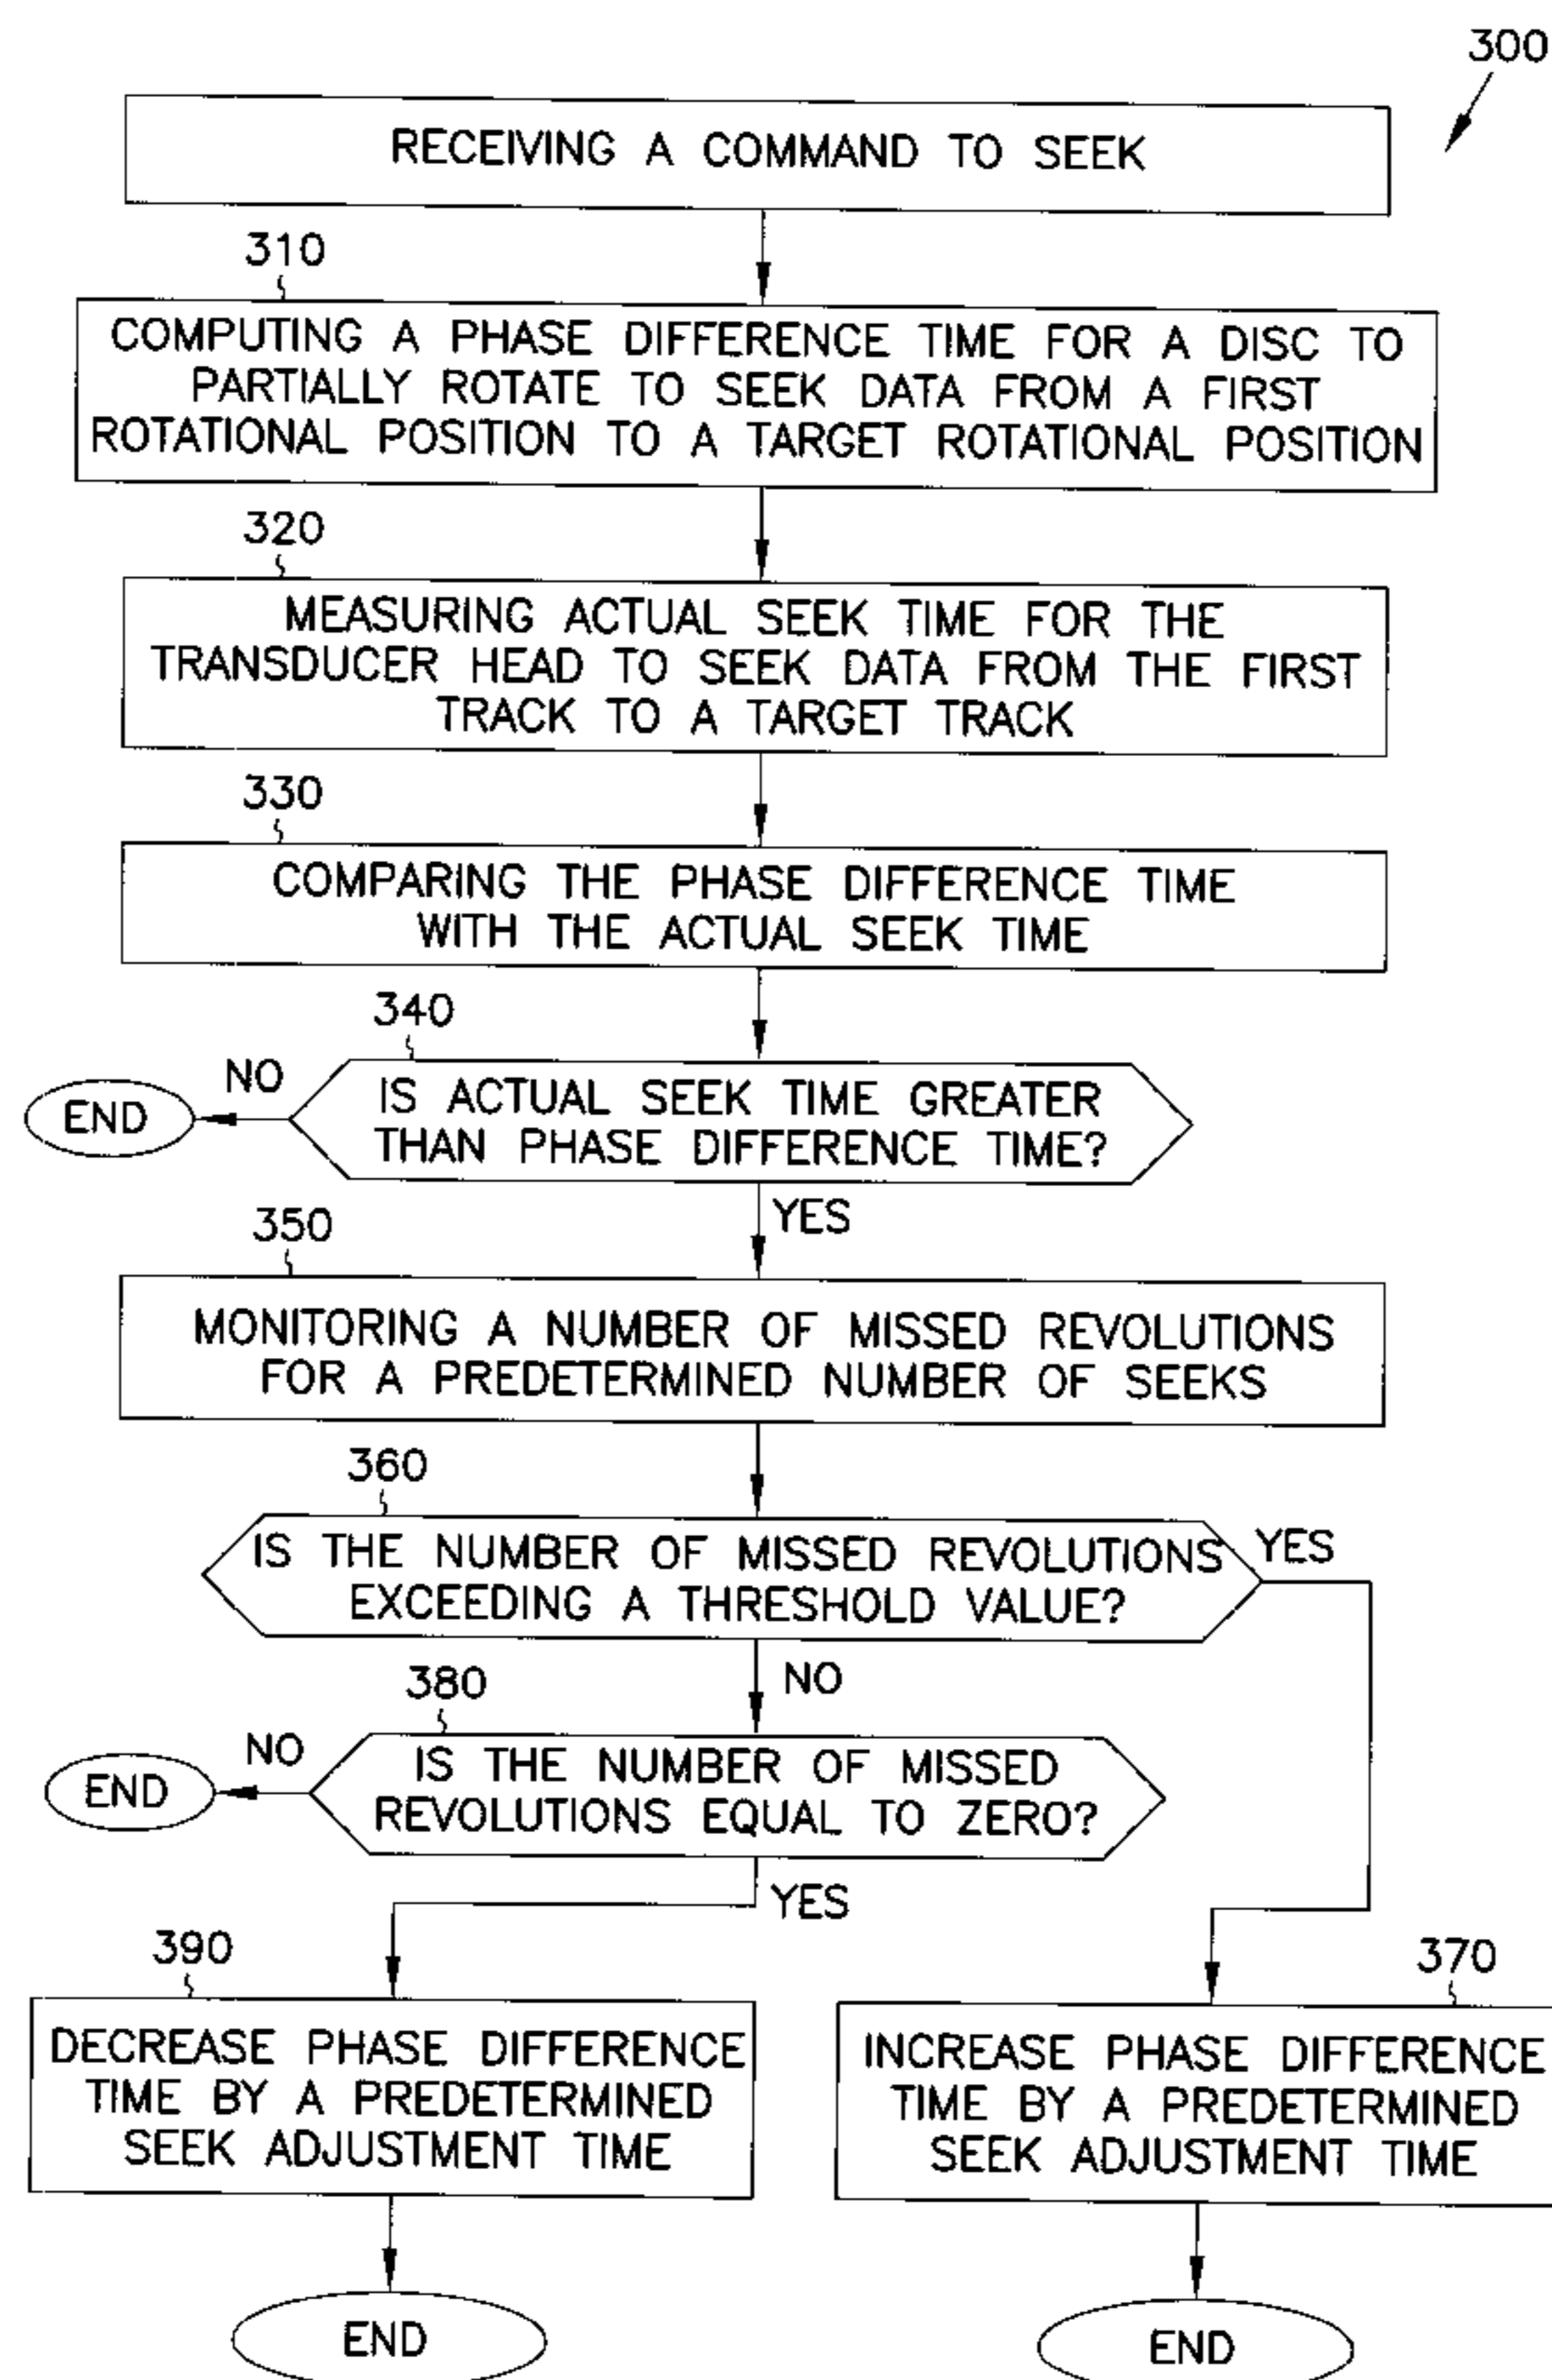 300
RECEIVING A COMMAND TO SEEK
310
COMPUTING A PHASE DIFFERENCE TIME FOR A DISC TO
PARTIALLY ROTATE TO SEEK DATA FROM A FIRST
ROTATIONAL POSITION TO A TARGET ROTATIONAL POSITION
320
MEASURING ACTUAL SEEK TIME FOR THE
TRANSDUCER HEAD TO SEEK DATA FROM THE FIRST
TRACK TO A TARGET TRACK
330
COMPARING THE PHASE DIFFERENCE TIME
WITH THE ACTUAL SEEK TIME
340
NO
END
IS ACTUAL SEEK TIME GREATER
THAN PHASE DIFFERENCE TIME?
YES
350
MONITORING A NUMBER OF MISSED REVOLUTIONS
FOR A PREDETERMINED NUMBER OF SEEKS
360
IS THE NUMBER OF MISSED REVOLUTIONS
EXCEEDING A THRESHOLD VALUE?
YES
NO
380
NO
END
IS THE NUMBER OF MISSED
REVOLUTIONS EQUAL TO ZERO?
YES
390
DECREASE PHASE DIFFERENCE
TIME BY A PREDETERMINED
SEEK ADJUSTMENT TIME
END
370
INCREASE PHASE DIFFERENCE
TIME BY A PREDETERMINED
SEEK ADJUSTMENT TIME
END